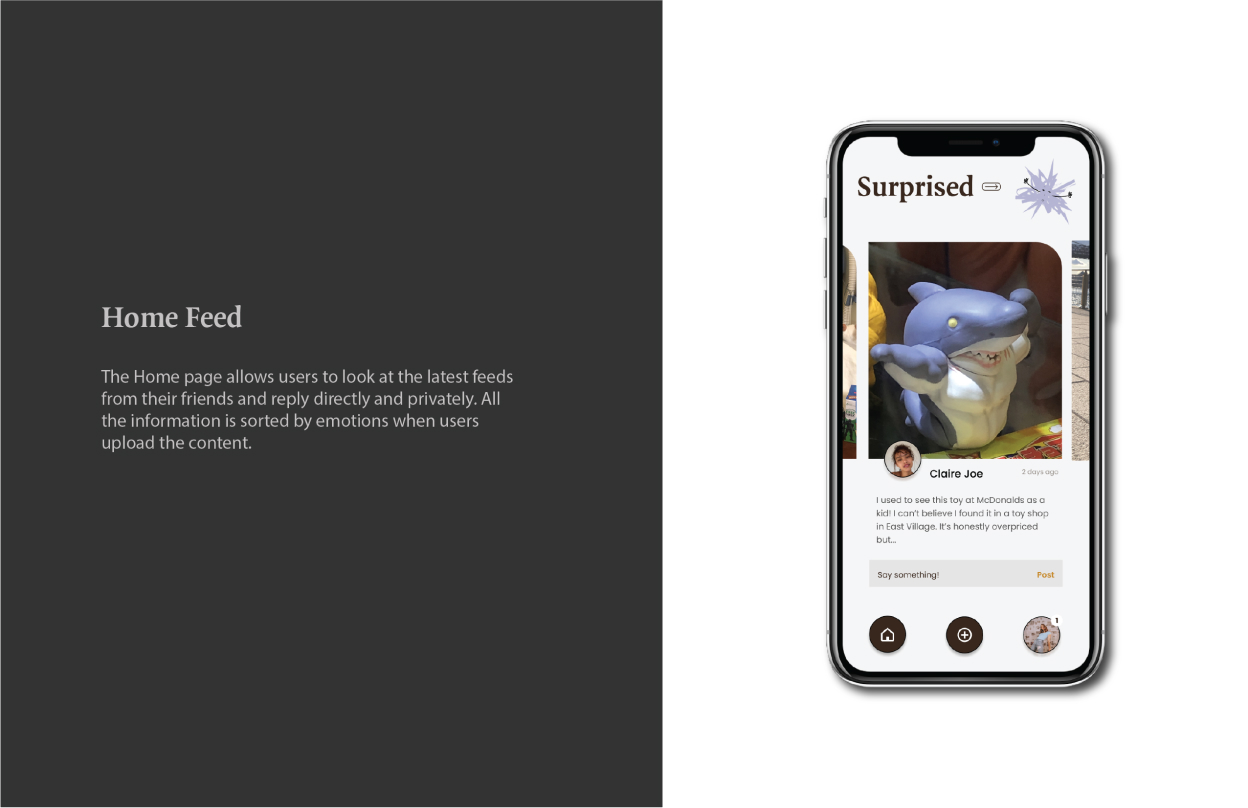 Home Feed
The Home page allows users to look at the latest feeds
from their friends and reply directly and privately. All
the information is sorted by emotions when users
upload the content.
Surprised
Claire Joe
2 days ago
I used to see this toy at McDonalds as a
kid! I can't believe I found it in a toy shop
in East Village. It's honestly overpriced
but...
Say something!
Post
1